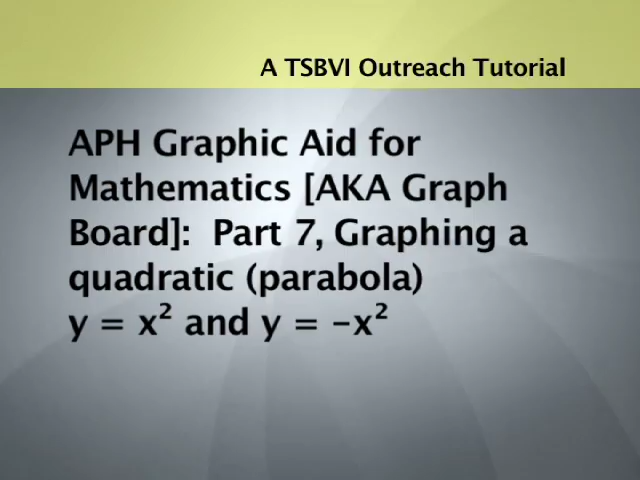 A TSBVI Outreach Tutorial
APH Graphic Aid for
Mathematics [AKA Graph
Board]:  Part 7, Graphing a
quadratic (parabola)
y = x² and y = −x²